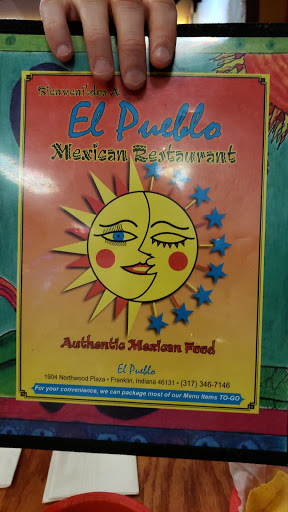 Bienvenidos A
El Pueblo
Mexican Restaurant
Authentic Mexican Food
El Pueblo
1904 Northwood Plaza • Franklin, Indiana 46131 • (317) 346-7146
For your convenience, we can package most of our Menu Items TO-GO